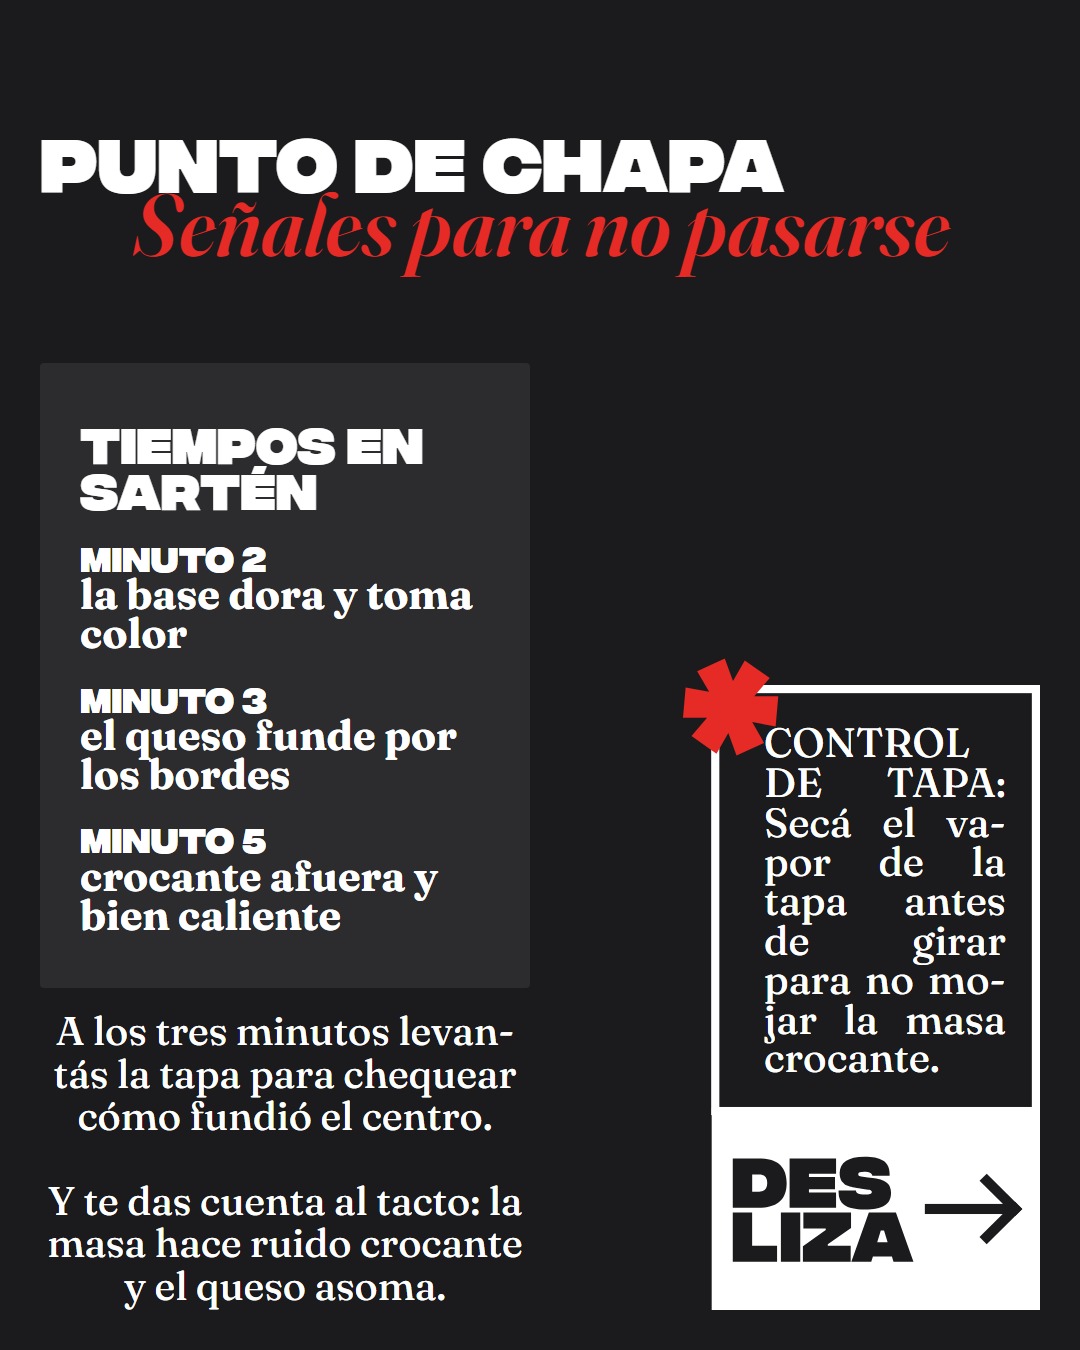 PUNTO DE CHAPA
Señales para no pasarse
TIEMPOS EN
SARTÉN
MINUTO 2
la base dora y toma
color
MINUTO 3
el queso funde por
los bordes
MINUTO 5
crocante afuera y
bien caliente
A los tres minutos levan-
tás la tapa para chequear
cómo fundió el centro.
Y te das cuenta al tacto: la
masa hace ruido crocante
y el queso asoma.
CONTROL
DE TAPA:
Secá el va-
por de la
tapa antes
de girar
para no mo-
jar la masa
crocante.
DES
LIZA